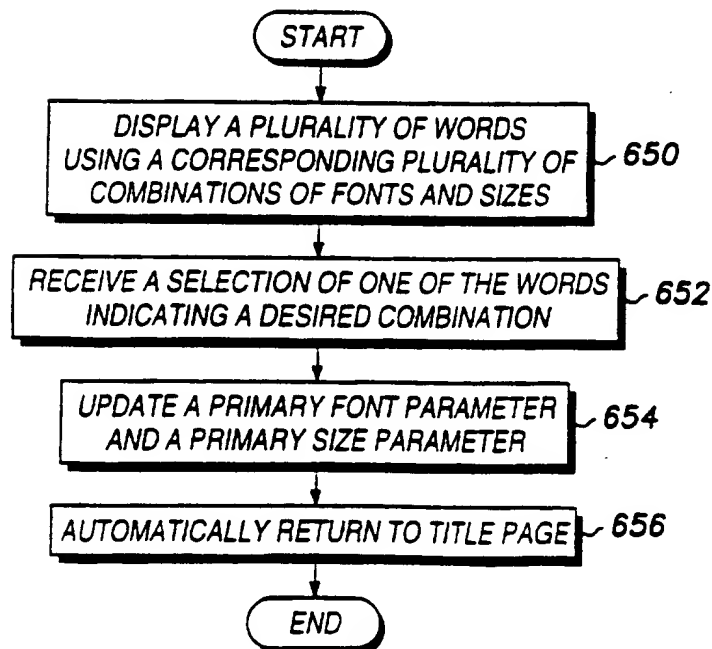 START
DISPLAY A PLURALITY OF WORDS
USING A CORRESPONDING PLURALITY OF
COMBINATIONS OF FONTS AND SIZES
650
RECEIVE A SELECTION OF ONE OF THE WORDS
INDICATING A DESIRED COMBINATION
652
UPDATE A PRIMARY FONT PARAMETER
AND A PRIMARY SIZE PARAMETER
654
AUTOMATICALLY RETURN TO TITLE PAGE
656
END